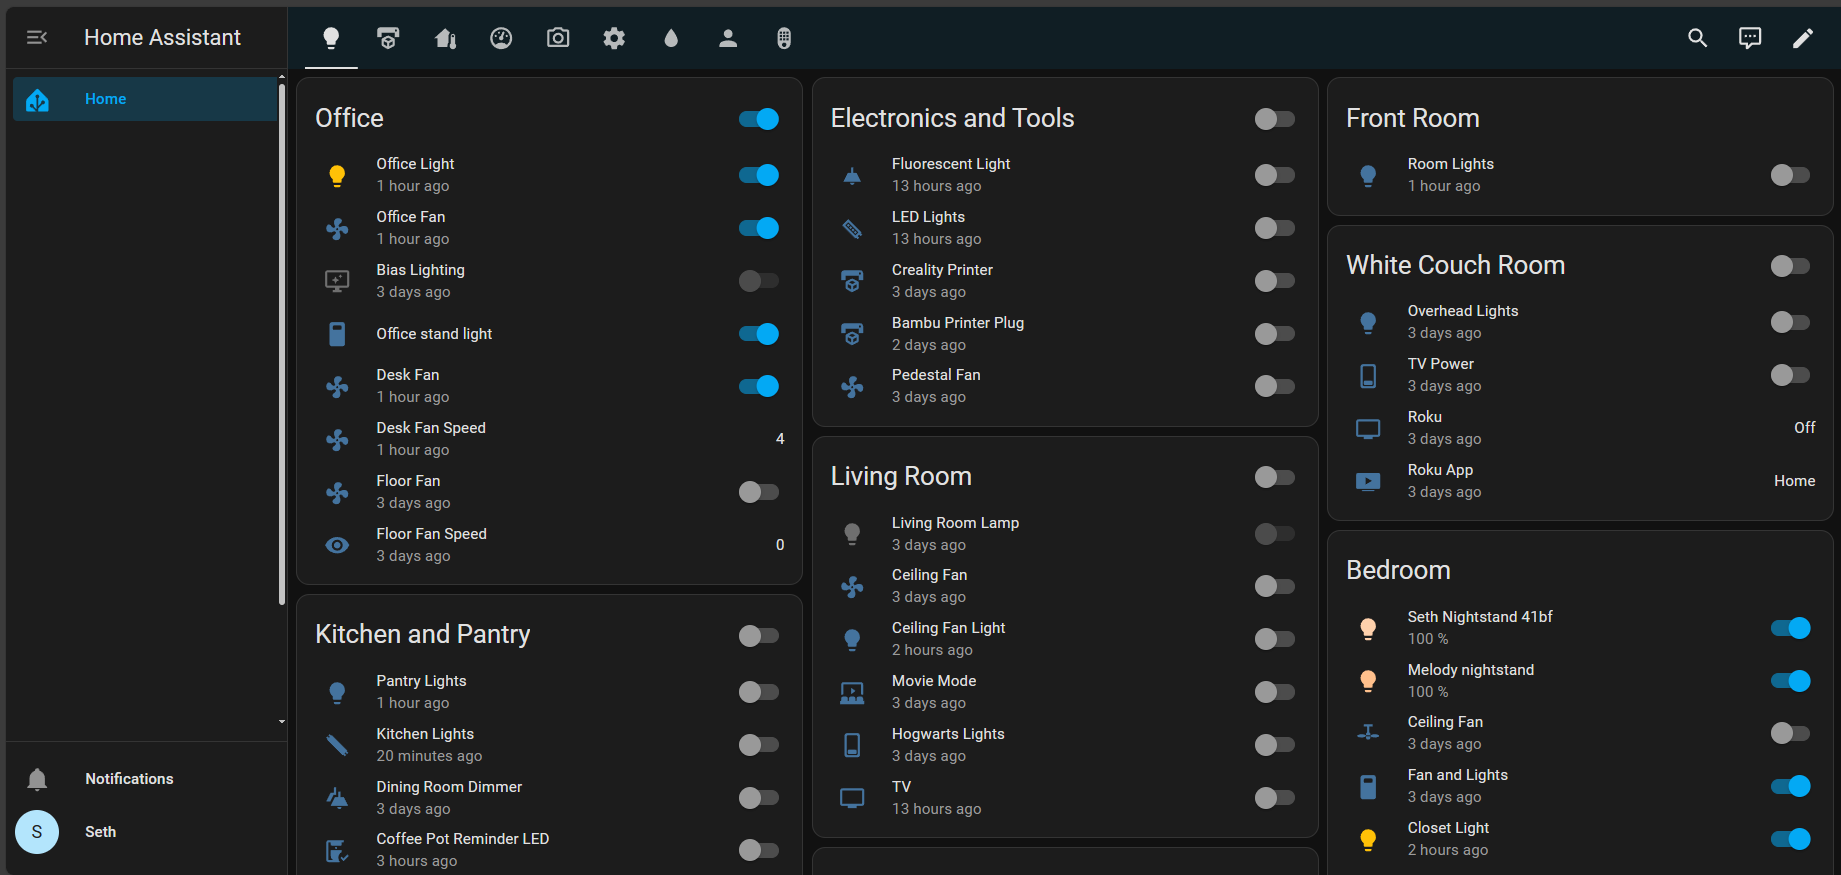 Home Assistant
Home
Notifications
S
Seth
Office
Office Light
1 hour ago
Office Fan
1 hour ago
Bias Lighting
3 days ago
Office stand light
Desk Fan
1 hour ago
Desk Fan Speed
1 hour ago
4
Floor Fan
3 days ago
Floor Fan Speed
3 days ago
0
Kitchen and Pantry
Pantry Lights
1 hour ago
Kitchen Lights
20 minutes ago
Dining Room Dimmer
3 days ago
Coffee Pot Reminder LED
3 hours ago
Electronics and Tools
Fluorescent Light
13 hours ago
LED Lights
13 hours ago
Creality Printer
3 days ago
Bambu Printer Plug
2 days ago
Pedestal Fan
3 days ago
Living Room
Living Room Lamp
3 days ago
Ceiling Fan
3 days ago
Ceiling Fan Light
2 hours ago
Movie Mode
3 days ago
Hogwarts Lights
3 days ago
TV
13 hours ago
Front Room
Room Lights
1 hour ago
White Couch Room
Overhead Lights
3 days ago
TV Power
3 days ago
Roku
3 days ago
Off
Roku App
3 days ago
Home
Bedroom
Seth Nightstand 41bf
100 %
Melody nightstand
100 %
Ceiling Fan
3 days ago
Fan and Lights
3 days ago
Closet Light
2 hours ago